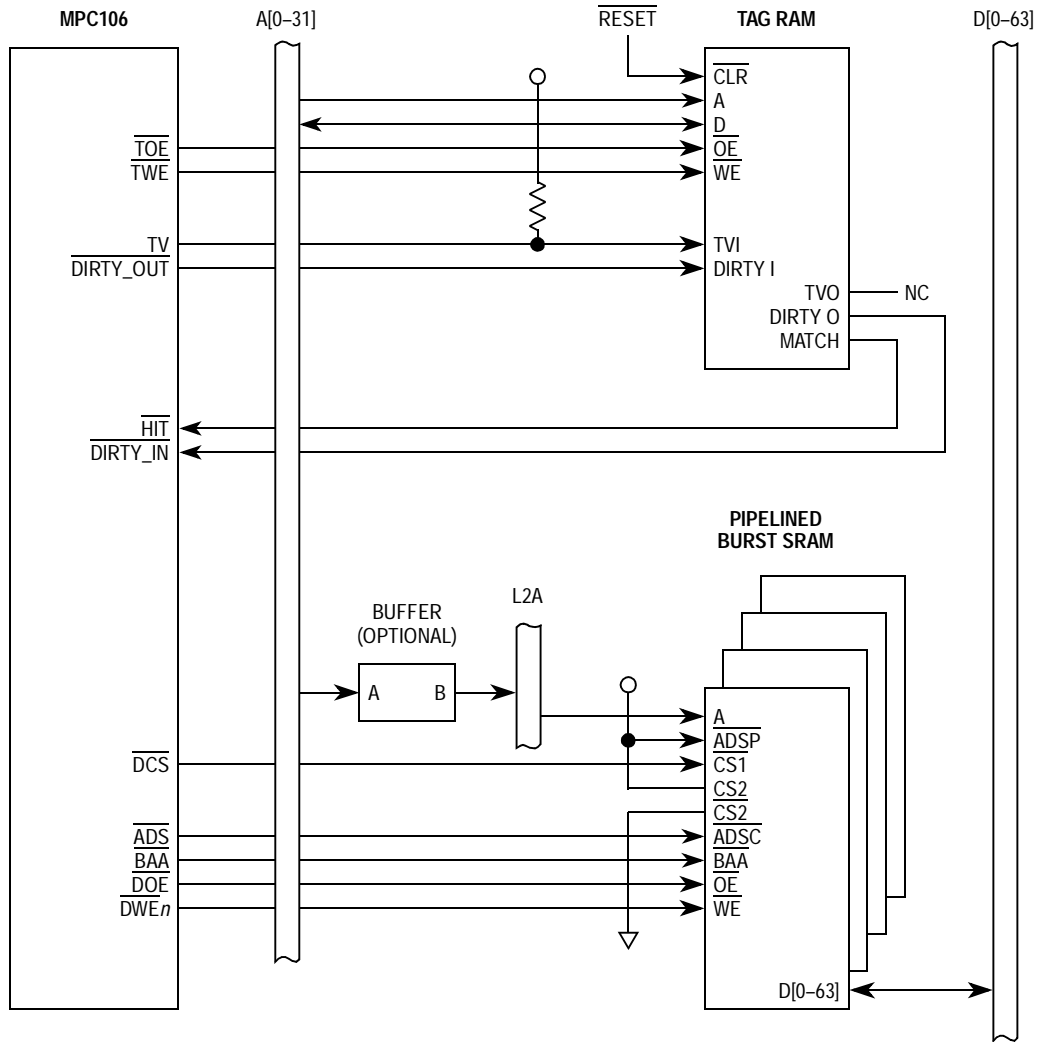 MPC106
A[0–31]
RESET
TAG RAM
D[0–63]
CLR
A
D
TOE
OE
TWE
WE
TV
TVI
DIRTY_OUT
DIRTY I
TVO
NC
DIRTY O
MATCH
HIT
DIRTY_IN
PIPELINED
BURST SRAM
L2A
BUFFER
(OPTIONAL)
A
B
A
ADSP
DCS
CS1
CS2
CS2
ADS
ADSC
BAA
BAA
DOE
OE
DWEn
WE
D[0–63]